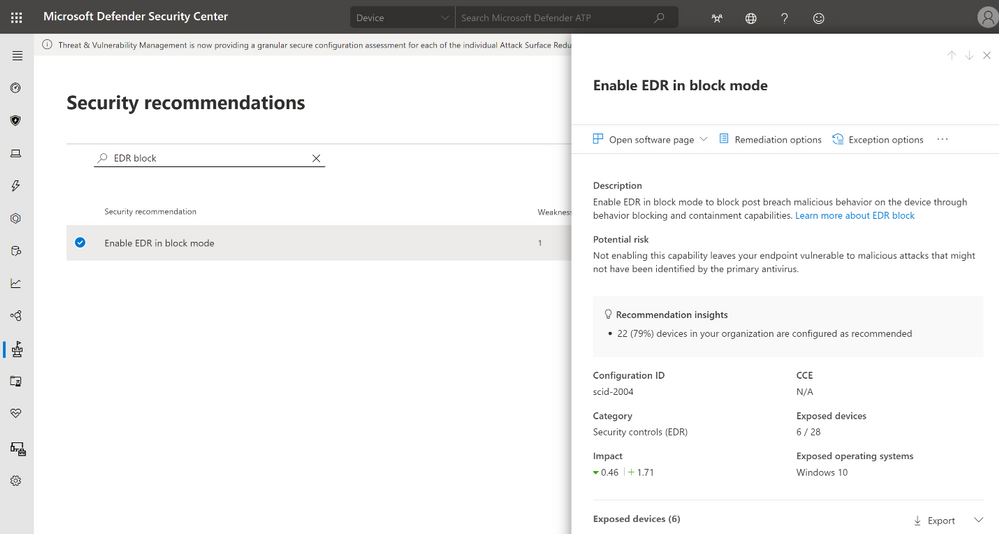 Microsoft Defender Security Center
Device
Search Microsoft Defender ATP
Threat & Vulnerability Management is now providing a granular secure configuration assessment for each of the individual Attack Surface Redu
Security recommendations
EDR block
Security recommendation
Weakness
Enable EDR in block mode
1
Enable EDR in block mode
Open software page
Remediation options
Exception options
Description
Enable EDR in block mode to block post breach malicious behavior on the device through
behavior blocking and containment capabilities. Learn more about EDR block
Potential risk
Not enabling this capability leaves your endpoint vulnerable to malicious attacks that might
not have been identified by the primary antivirus.
Recommendation insights
• 22 (79%) devices in your organization are configured as recommended
Configuration ID
scid-2004
CCE
N/A
Category
Security controls (EDR)
Exposed devices
6 / 28
Impact
0.46 + 1.71
Exposed operating systems
Windows 10
Exposed devices (6)
Export